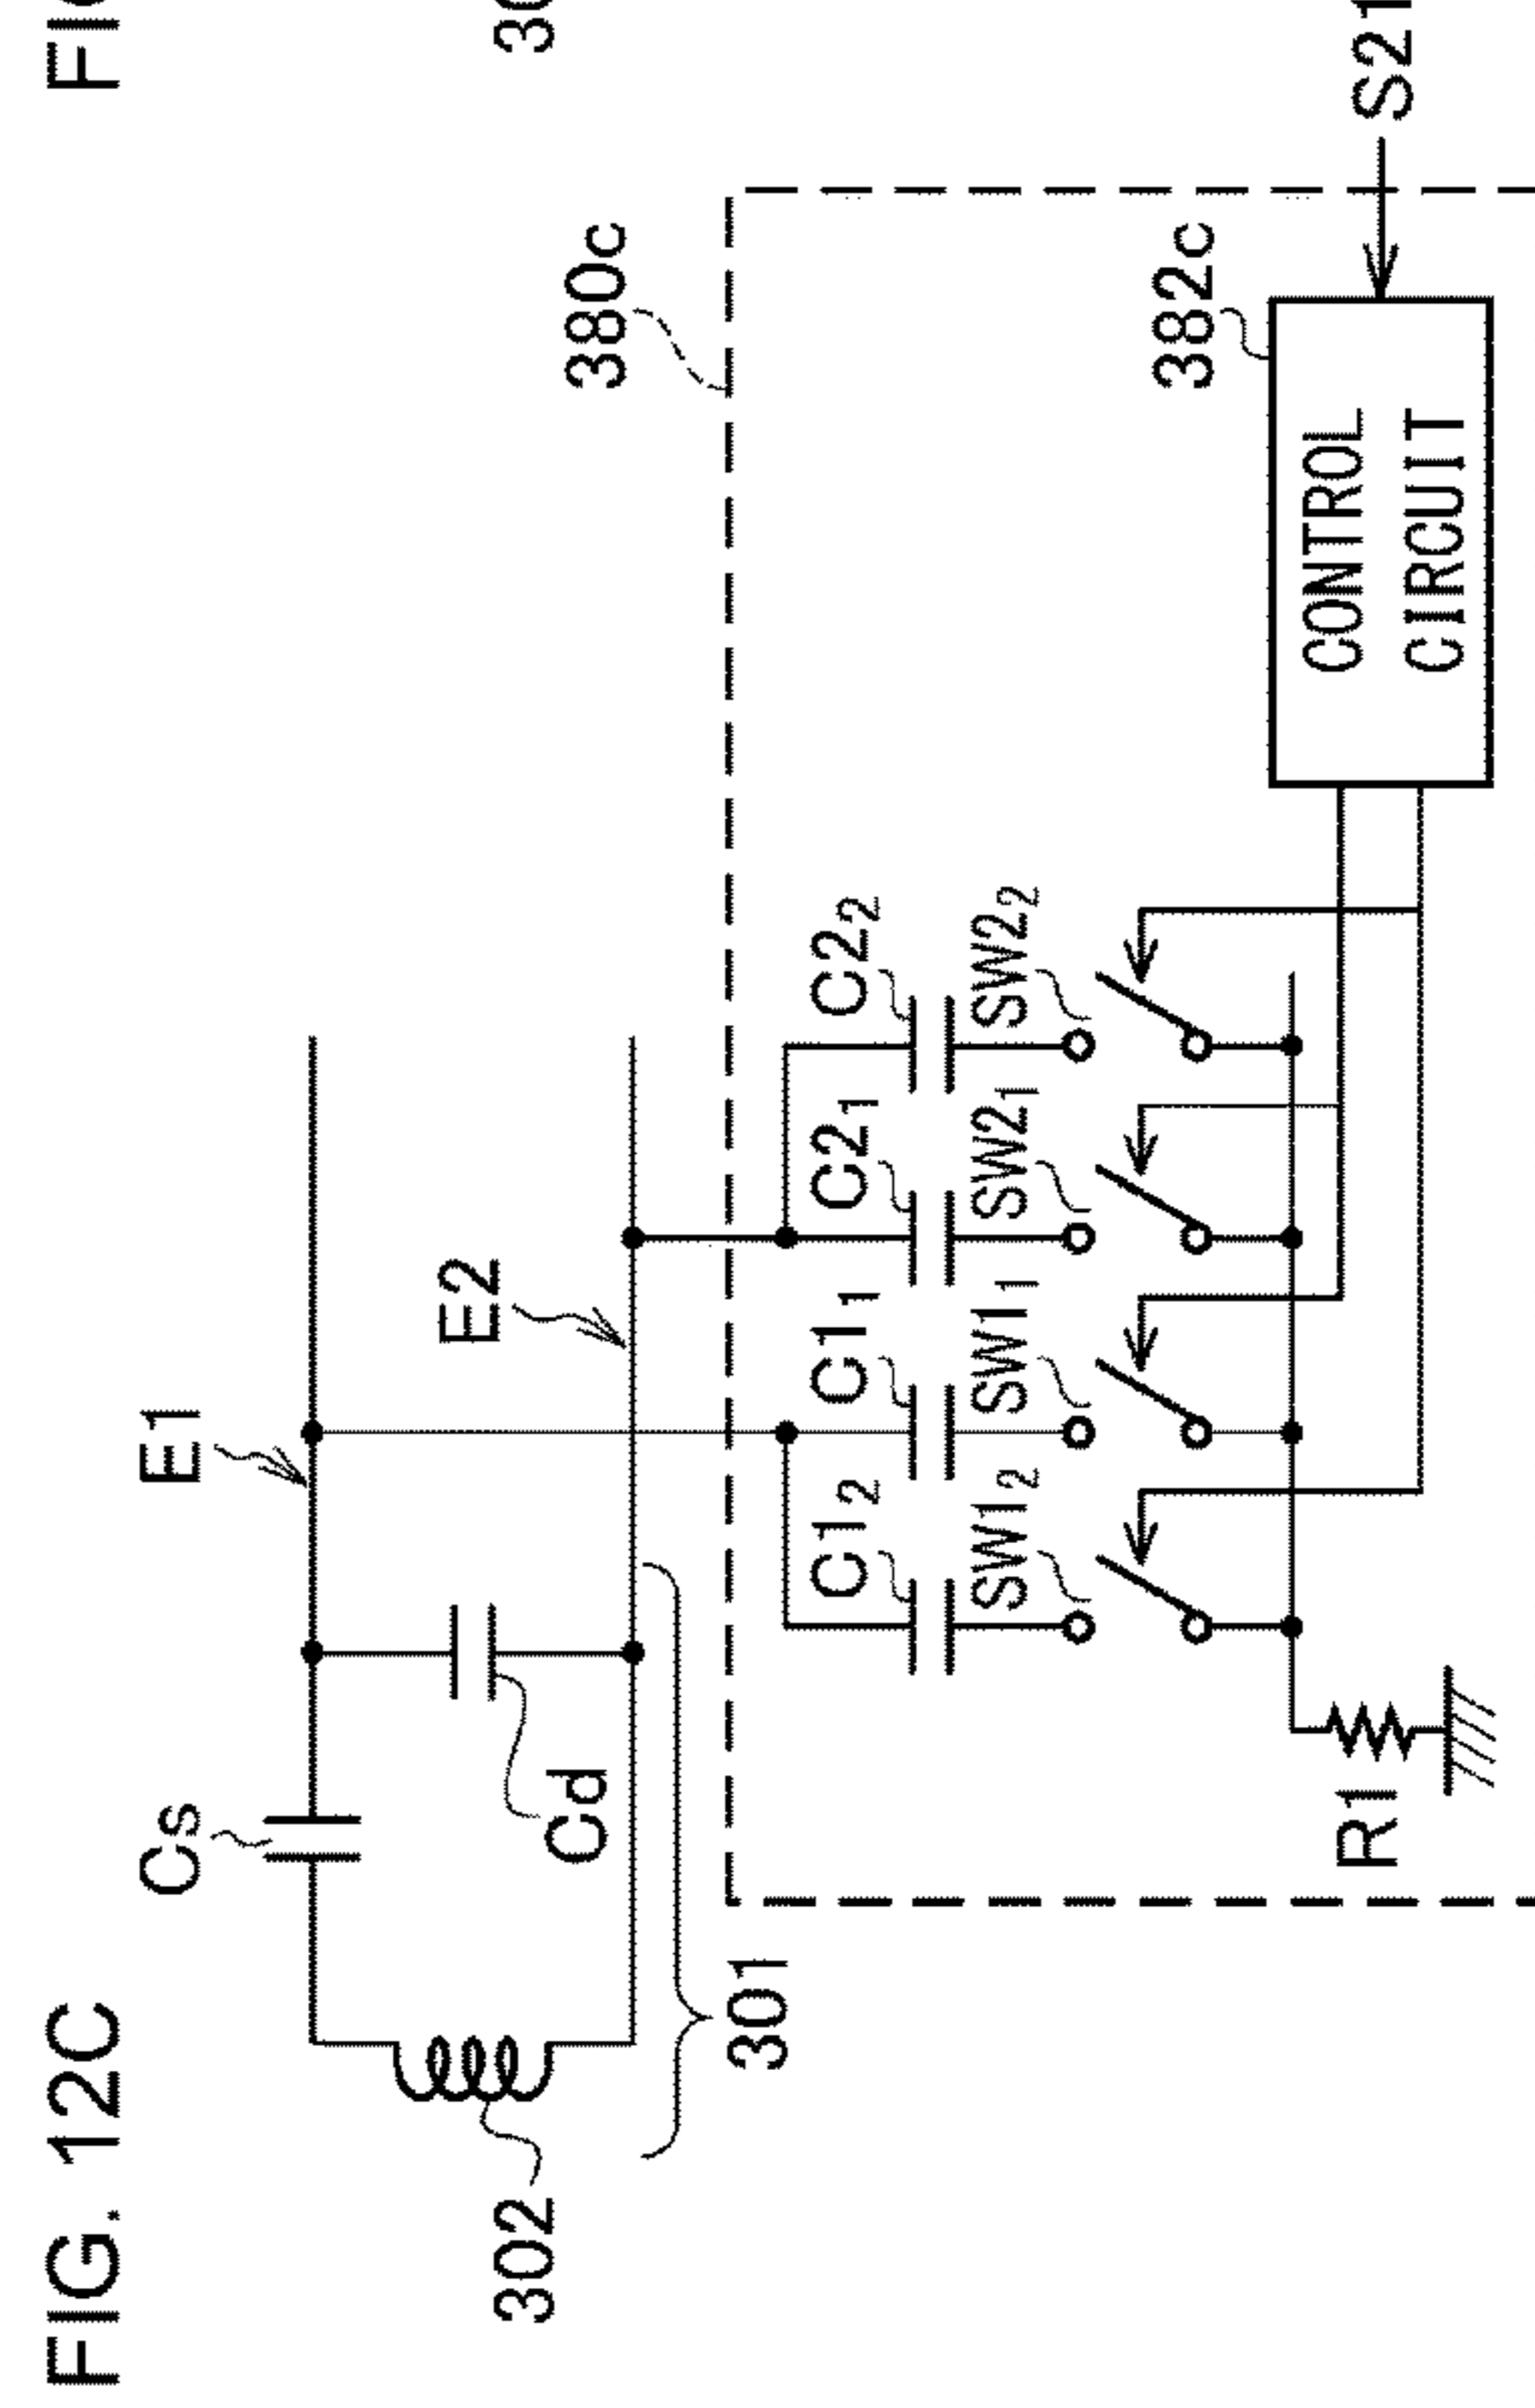 FIG. 12C
Cs
E1
302
Cd
E2
301
380c
C1₂
C1₁
C2₁
C2₂
SW1₂
SW1₁
SW2₁
SW2₂
382c
R1
CONTROL
CIRCUIT
S21